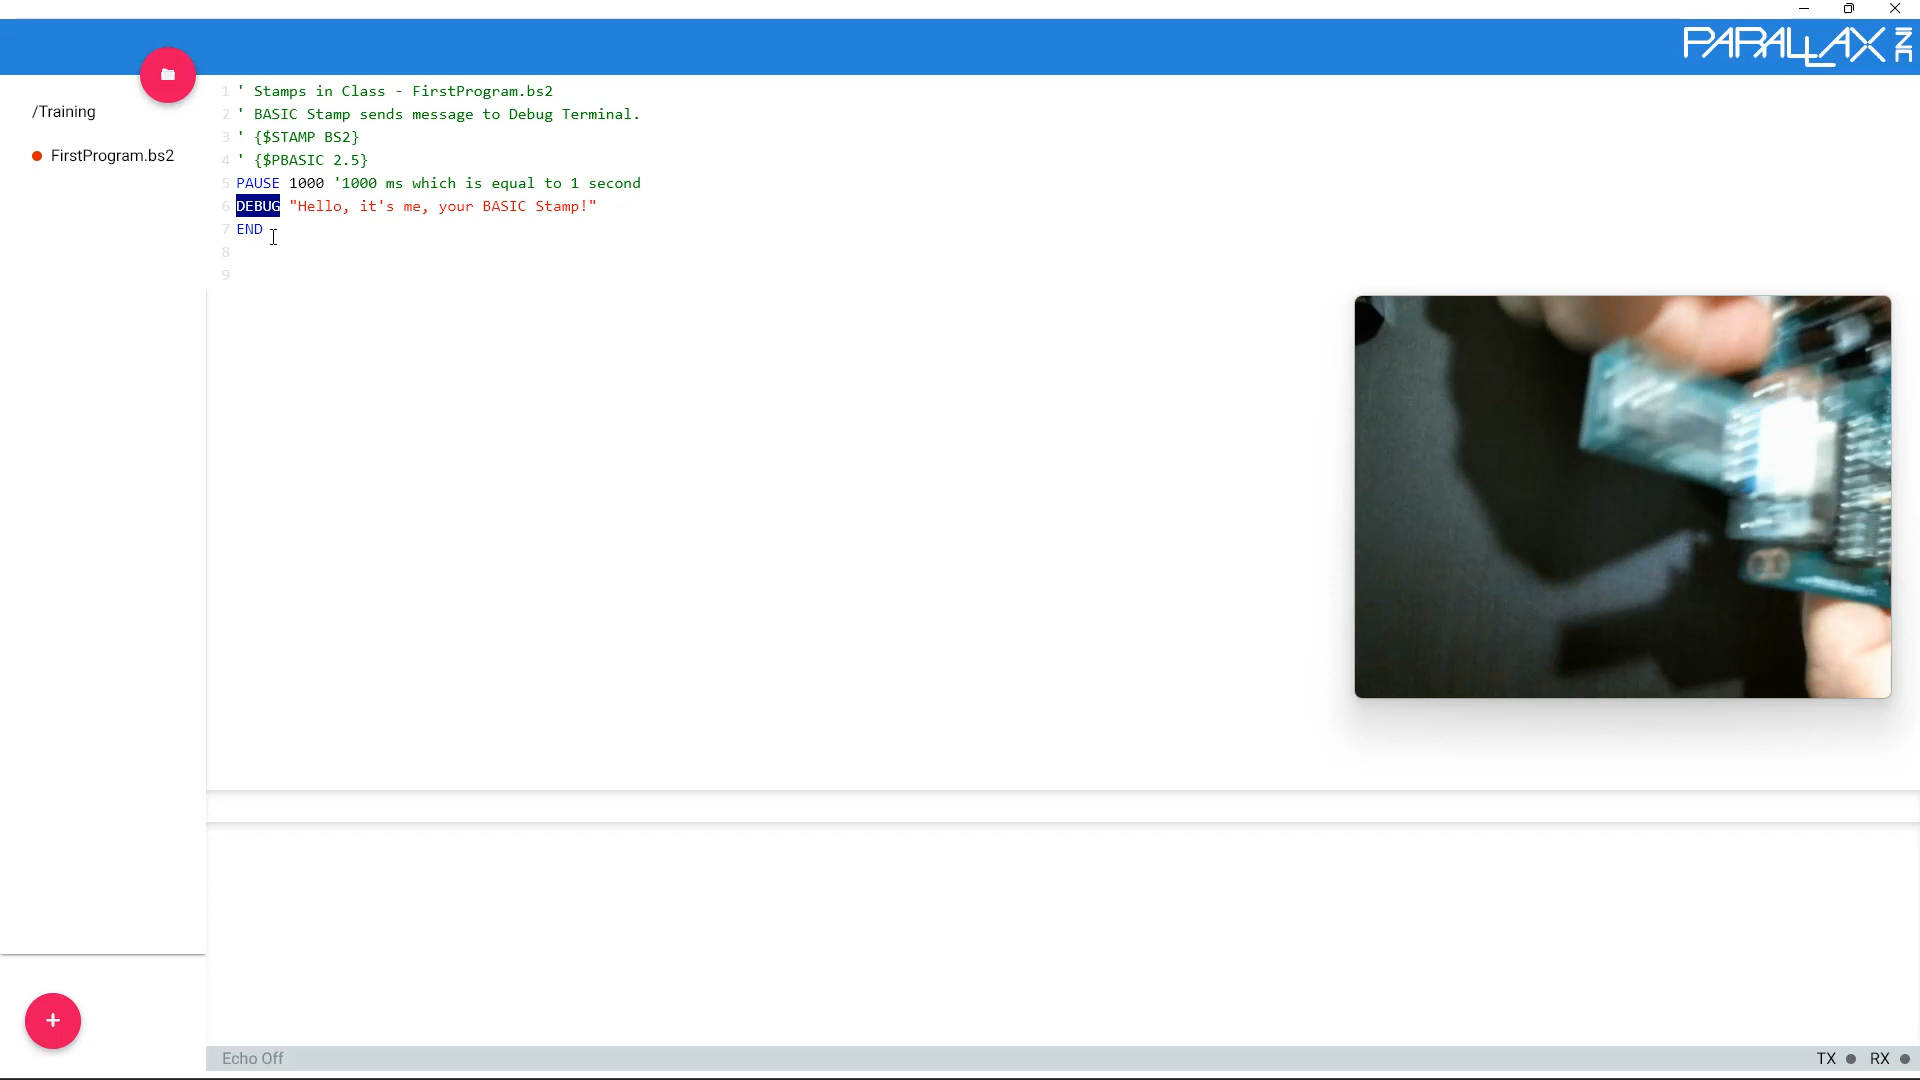 PARALLAX INC
/Training
FirstProgram.bs2
1 ' Stamps in Class - FirstProgram.bs2
2 ' BASIC Stamp sends message to Debug Terminal.
3 ' {$STAMP BS2}
4 ' {$PBASIC 2.5}
5 PAUSE 1000 '1000 ms which is equal to 1 second
6 DEBUG "Hello, it's me, your BASIC Stamp!"
7 END
8
9
+
Echo Off
TX RX